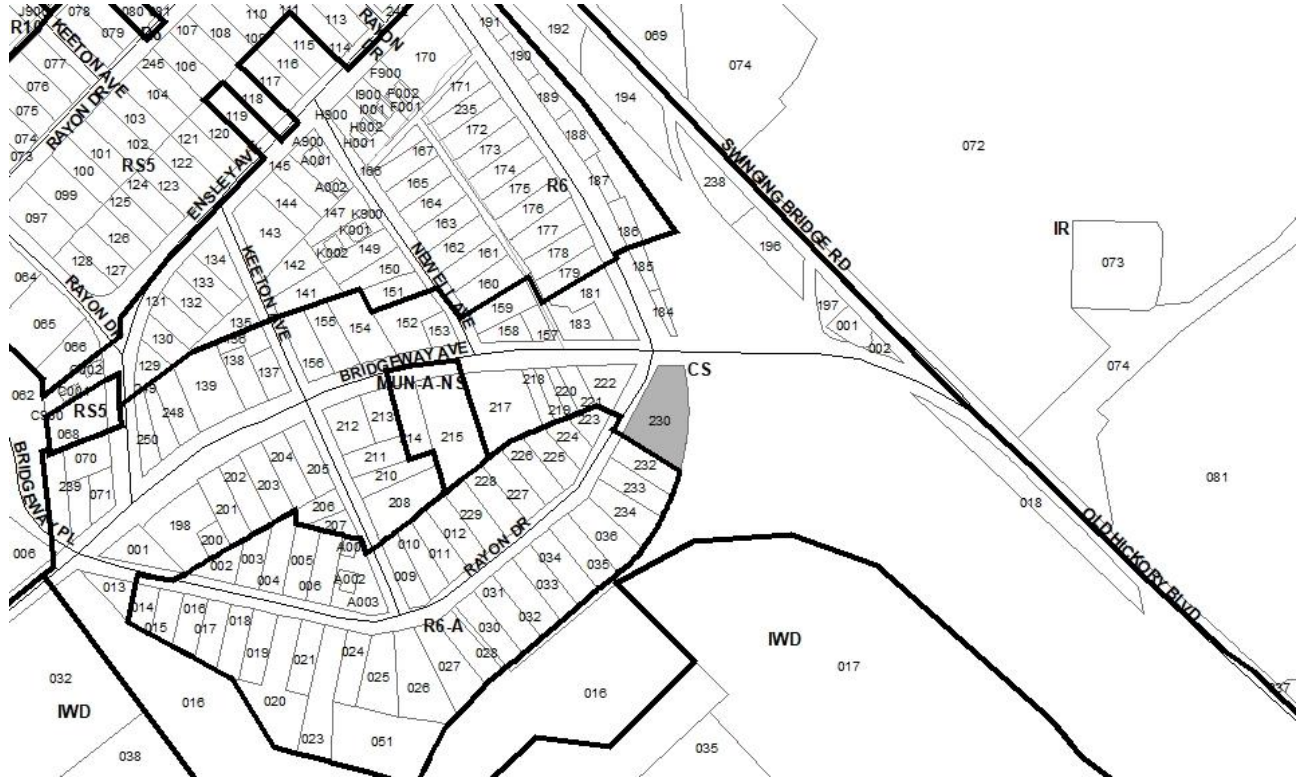 J900 078 080 081 110 111 113 242
R10 079 R6 107 108 109 115 114 RAYON DR 170 191 192 069
KEETON AVE 077 245 106 116 117 F900 190 074
076 104 118 I900 F002 171 189 194
075 RAYON DR 103 119 H900 I001 F001 235
074 102 121 120 H002 172 188 SWINGING BRIDGE RD 072
073 101 RS5 122 A900 H001 167 173
100 124 123 ENSLEY AVE 145 A001 166 174 187 238
099 125 A002 165 175 R6
097 144 147 K900 164 176
126 143 K001 163 177 186 196 IR
128 127 134 142 K002 149 NEWELL AVE 162 161 178 185 073
064 133 KEETON AVE 150 160 179
RAYON DR 131 132 141 151 159 181 184 197
065 135 155 154 152 153 158 157 183 001
066 130 136 156 BRIDGEWAY AVE 002 074
C002 129 138 137 MUN-A-NS CS
062 C001 049 139 217 218 220 222
C900 RS5 248 212 213 219 221 230
068 250 214 215 223
BRIDGEWAY PL 070 204 205 211 226 224 232 081
239 071 202 203 210 228 225 233 018
201 206 208 227 234 OLD HICKORY BLVD
198 200 207 229 RAYON DR
006 001 002 003 005 A001 010 011 012 036
013 004 006 A002 009 034 035
014 016 A003 031 033
015 017 018 R6-A 030 032 IWD
032 019 021 024 027 028 017
IWD 016 020 025 026 016 037
038 023 051 035